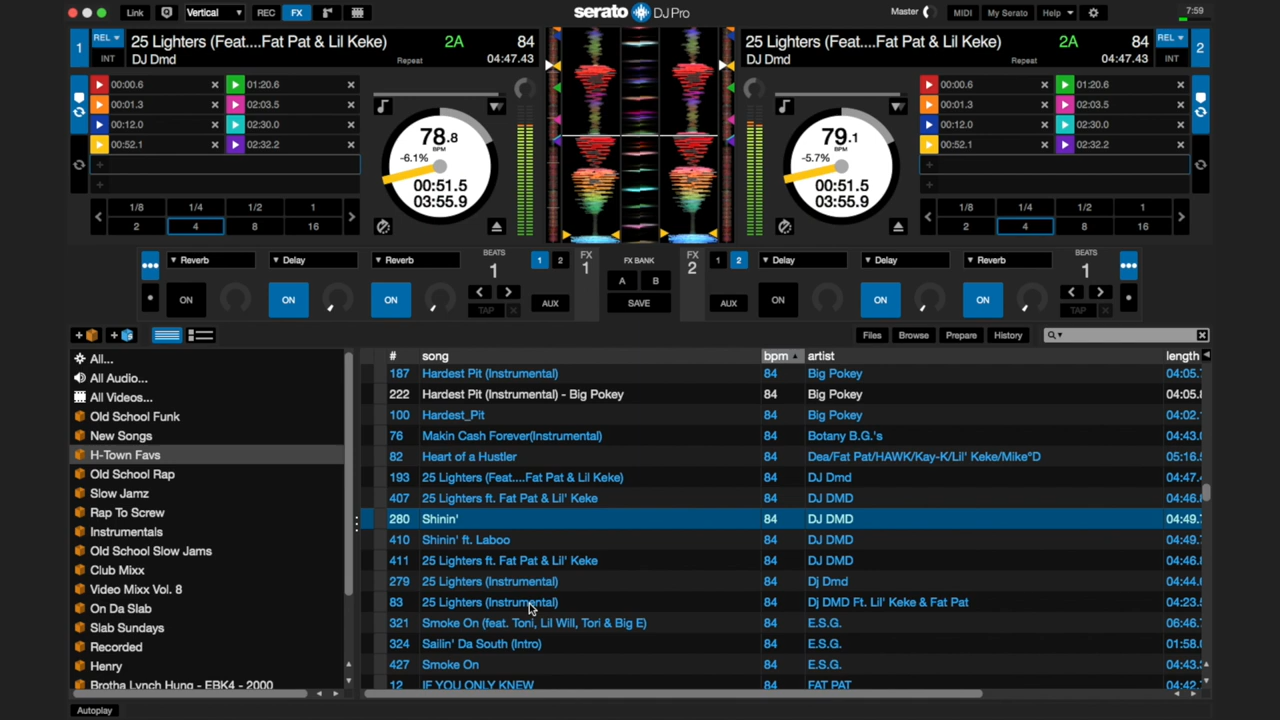 Link Vertical REC FX serato DJ Pro Master MIDI My Serato Help 7:59
1 REL INT 25 Lighters (Feat....Fat Pat & Lil Keke) 2A 84
DJ Dmd Repeat 04:47.43
25 Lighters (Feat....Fat Pat & Lil Keke) 2A 84 REL INT 2
DJ Dmd Repeat 04:47.43
00:00.6 01:20.6
00:01.3 02:03.5
00:12.0 02:30.0
00:52.1 02:32.2
78.8
BPM
-6.1%
00:51.5
03:55.9
79.1
BPM
-5.7%
00:51.5
03:55.9
00:00.6 01:20.6
00:01.3 02:03.5
00:12.0 02:30.0
00:52.1 02:32.2
1/8 1/4 1/2 1
2 4 8 16
1/8 1/4 1/2 1
2 4 8 16
Reverb Delay Reverb BEATS 1 1 2 FX 1 FX BANK FX 2 1 2 Delay Delay Reverb BEATS 1
A B
ON ON ON TAP AUX SAVE AUX ON ON ON TAP
Files Browse Prepare History
All...
All Audio...
All Videos...
Old School Funk
New Songs
H-Town Favs
Old School Rap
Slow Jamz
Rap To Screw
Instrumentals
Old School Slow Jams
Club Mixx
Video Mixx Vol. 8
On Da Slab
Slab Sundays
Recorded
Henry
Brotha Lynch Hung - EBK4 - 2000
# song bpm artist length
187 Hardest Pit (Instrumental) 84 Big Pokey 04:05.
222 Hardest Pit (Instrumental) - Big Pokey 84 Big Pokey 04:05.
100 Hardest_Pit 84 Big Pokey 04:02.
76 Makin Cash Forever(Instrumental) 84 Botany B.G.'s 04:43.
82 Heart of a Hustler 84 Dea/Fat Pat/HAWK/Kay-K/Lil' Keke/Mike°D 05:16.
193 25 Lighters (Feat....Fat Pat & Lil Keke) 84 DJ Dmd 04:47.
407 25 Lighters ft. Fat Pat & Lil' Keke 84 DJ DMD 04:46.
280 Shinin' 84 DJ DMD 04:49.
410 Shinin' ft. Laboo 84 DJ DMD 04:49.
411 25 Lighters ft. Fat Pat & Lil' Keke 84 DJ DMD 04:46.
279 25 Lighters (Instrumental) 84 Dj Dmd 04:44.
83 25 Lighters (Instrumental) 84 Dj DMD Ft. Lil' Keke & Fat Pat 04:23.
321 Smoke On (feat. Toni, Lil Will, Tori & Big E) 84 E.S.G. 06:46.
324 Sailin' Da South (Intro) 84 E.S.G. 01:58.
427 Smoke On 84 E.S.G. 04:43.
12 IF YOU ONLY KNEW 84 FAT PAT 04:42.
Autoplay